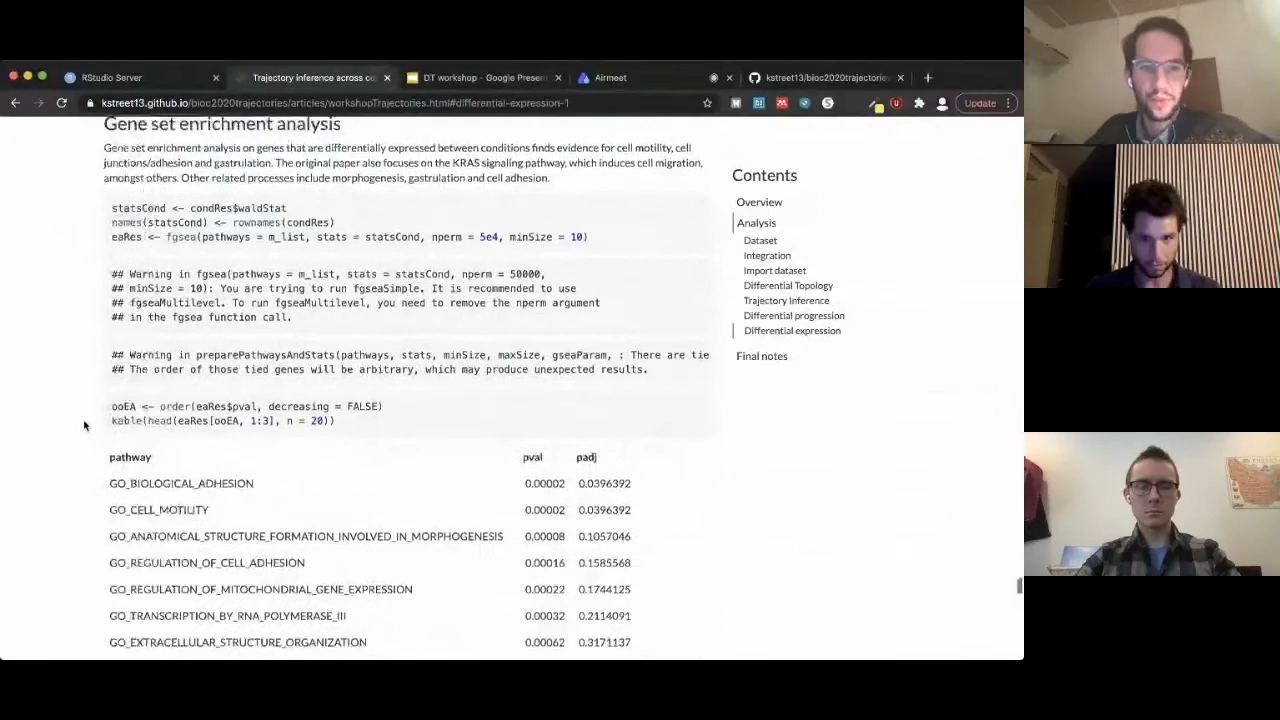 RStudio Server
Trajectory inference across co
DT workshop - Google Presen
Airmeet
kstreet13/bioc2020trajectories
kstreet13.github.io/bioc2020trajectories/articles/workshopTrajectories.html#differential-expression-1
Update
Gene set enrichment analysis
Gene set enrichment analysis on genes that are differentially expressed between conditions finds evidence for cell motility, cell
junctions/adhesion and gastrulation. The original paper also focuses on the KRAS signaling pathway, which induces cell migration,
amongst others. Other related processes include morphogenesis, gastrulation and cell adhesion.
statsCond <- condRes$waldStat
names(statsCond) <- rownames(condRes)
eaRes <- fgsea(pathways = m_list, stats = statsCond, nperm = 5e4, minSize = 10)
## Warning in fgsea(pathways = m_list, stats = statsCond, nperm = 50000,
## minSize = 10): You are trying to run fgseaSimple. It is recommended to use
## fgseaMultilevel. To run fgseaMultilevel, you need to remove the nperm argument
## in the fgsea function call.
## Warning in preparePathwaysAndStats(pathways, stats, minSize, maxSize, gseaParam, : There are tie
## The order of those tied genes will be arbitrary, which may produce unexpected results.
ooEA <- order(eaRes$pval, decreasing = FALSE)
kable(head(eaRes[ooEA, 1:3], n = 20))
pathway pval padj
GO_BIOLOGICAL_ADHESION 0.00002 0.0396392
GO_CELL_MOTILITY 0.00002 0.0396392
GO_ANATOMICAL_STRUCTURE_FORMATION_INVOLVED_IN_MORPHOGENESIS 0.00008 0.1057046
GO_REGULATION_OF_CELL_ADHESION 0.00016 0.1585568
GO_REGULATION_OF_MITOCHONDRIAL_GENE_EXPRESSION 0.00022 0.1744125
GO_TRANSCRIPTION_BY_RNA_POLYMERASE_III 0.00032 0.2114091
GO_EXTRACELLULAR_STRUCTURE_ORGANIZATION 0.00062 0.3171137
Contents
Overview
Analysis
Dataset
Integration
Import dataset
Differential Topology
Trajectory Inference
Differential progression
Differential expression
Final notes